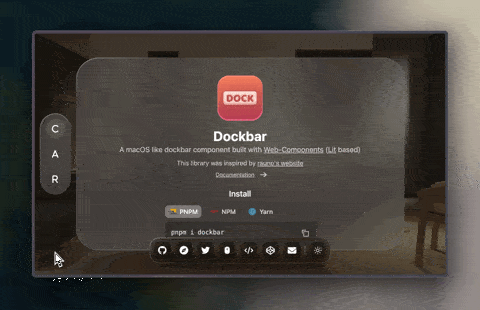 DOCK
Dockbar
A macOS like dockbar component built with Web-Components (Lit based)
This library was inspired by rauno's website
Documentation
Install
PNPM NPM Yarn
pnpm i dockbar
C
A
R